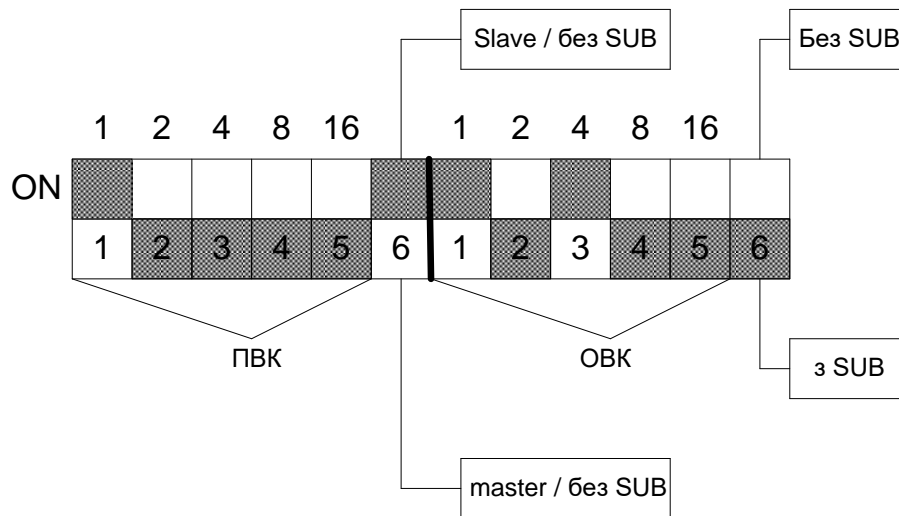 Slave / без SUB
Без SUB
1 2 4 8 16 1 2 4 8 16
ON
1 2 3 4 5 6 1 2 3 4 5 6
ПВК
ОВК
з SUB
master / без SUB